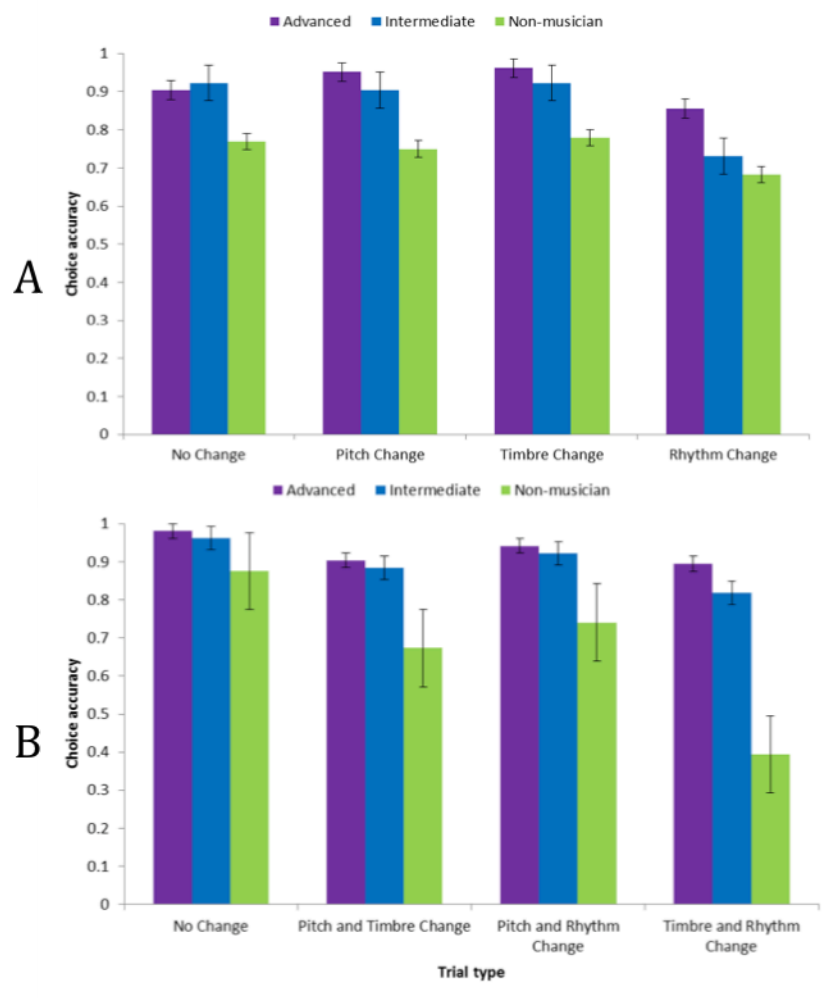 Advanced Intermediate Non-musician
1
0.9
0.8
0.7
0.6
0.5
0.4
0.3
0.2
0.1
0
Choice accuracy
A
No Change Pitch Change Timbre Change Rhythm Change
Advanced Intermediate Non-musician
1
0.9
0.8
0.7
0.6
0.5
0.4
0.3
0.2
0.1
0
Choice accuracy
B
No Change Pitch and Timbre Change Pitch and Rhythm Timbre and Rhythm
Change Change
Trial type